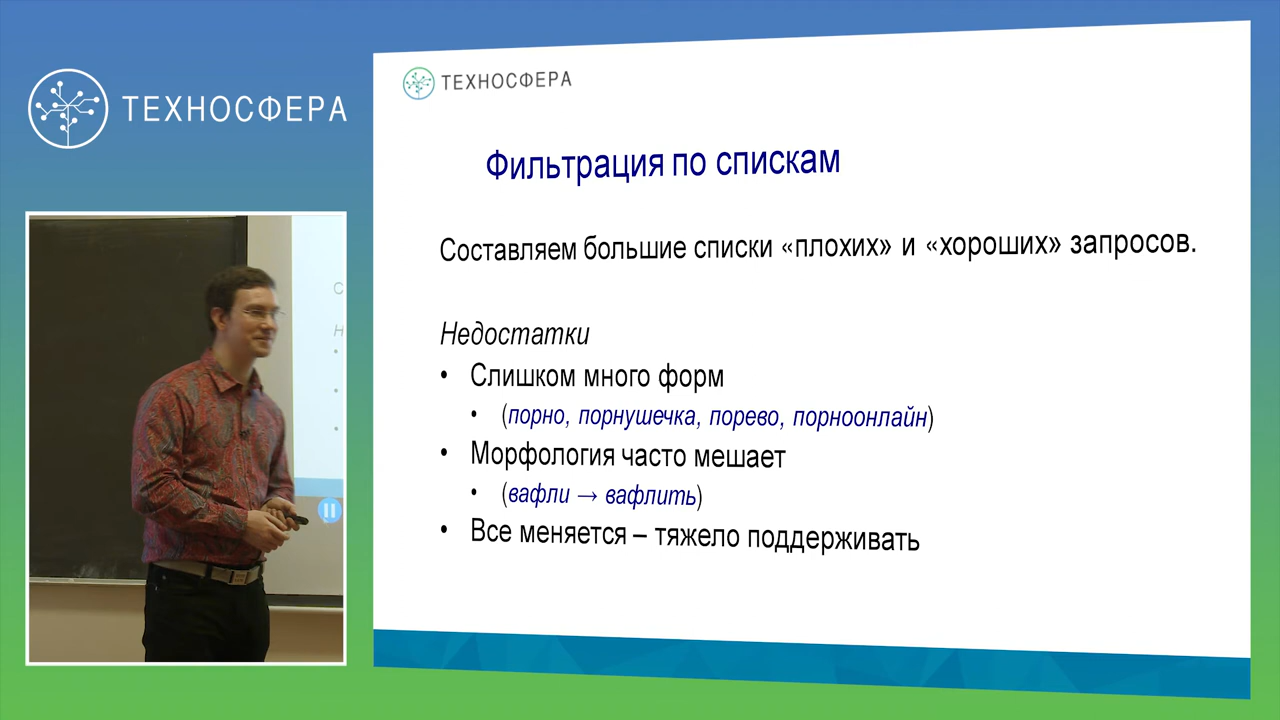 ТЕХНОСФЕРА
ТЕХНОСФЕРА
Фильтрация по спискам
Составляем большие списки «плохих» и «хороших» запросов.
Недостатки
• Слишком много форм
• (порно, порнушечка, порево, порноонлайн)
• Морфология часто мешает
• (вафли → вафлить)
• Все меняется – тяжело поддерживать